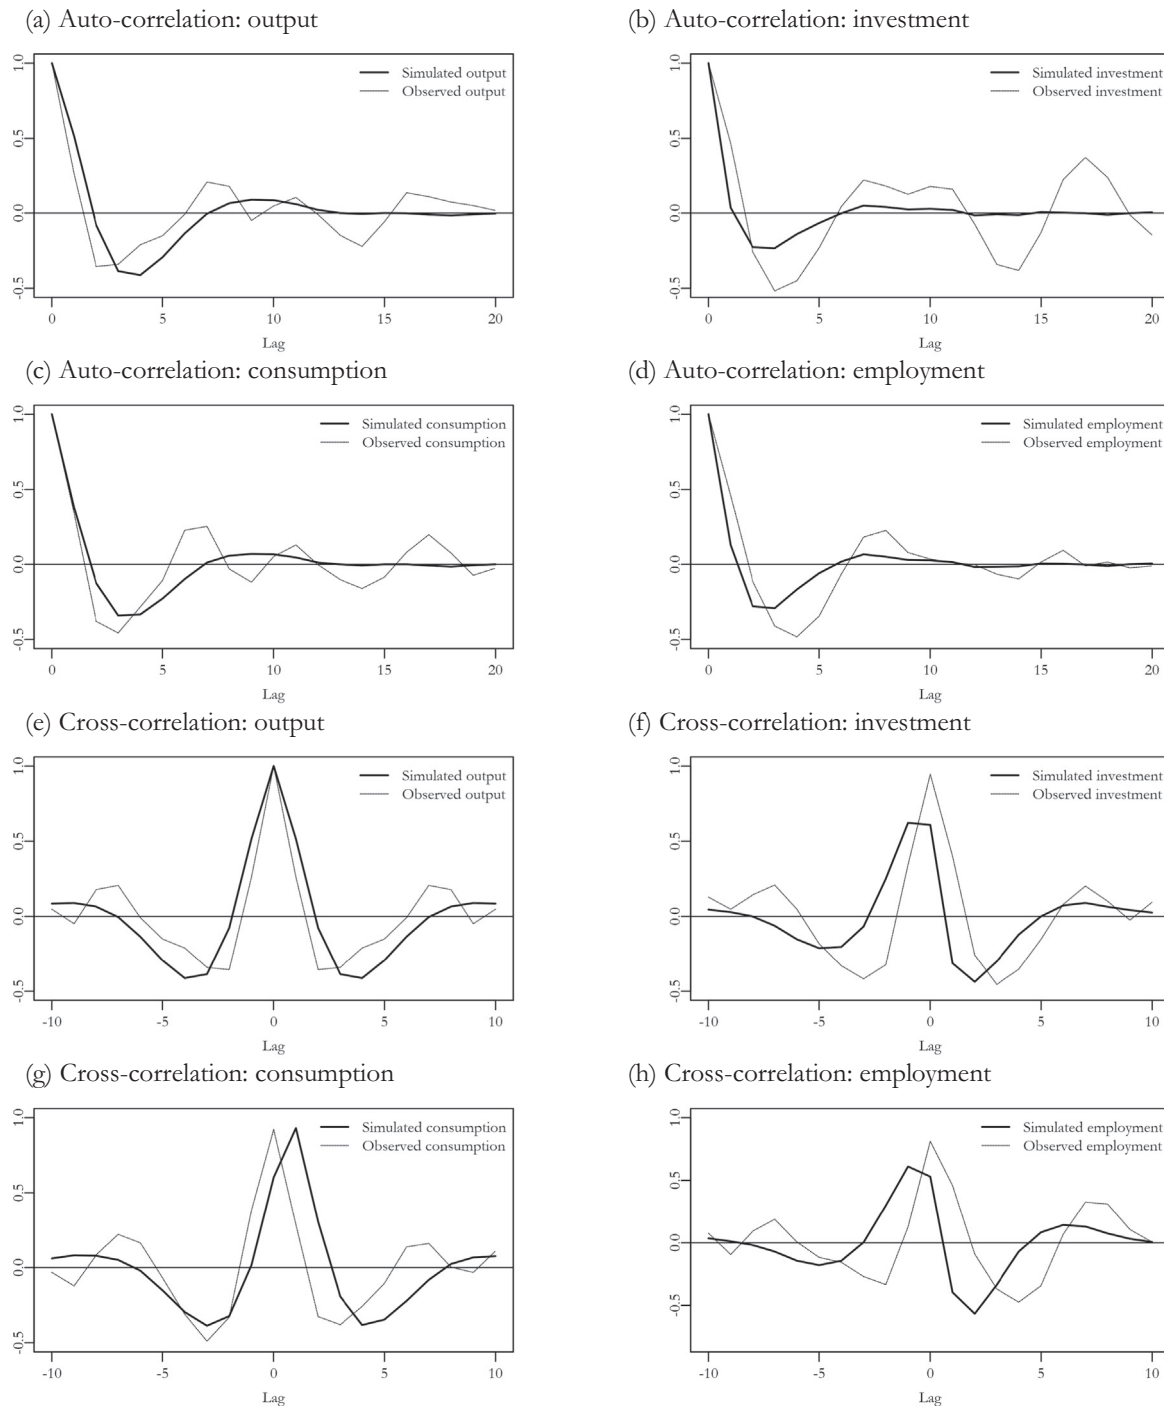 (a) Auto-correlation: output
1.0
0.5
0.0
-0.5
Simulated output
Observed output
0 5 10 15 20
Lag
(b) Auto-correlation: investment
1.0
0.5
0.0
-0.5
Simulated investment
Observed investment
0 5 10 15 20
Lag
(c) Auto-correlation: consumption
1.0
0.5
0.0
-0.5
Simulated consumption
Observed consumption
0 5 10 15 20
Lag
(d) Auto-correlation: employment
1.0
0.5
0.0
-0.5
Simulated employment
Observed employment
0 5 10 15 20
Lag
(e) Cross-correlation: output
1.0
0.5
0.0
-0.5
Simulated output
Observed output
-10 -5 0 5 10
Lag
(f) Cross-correlation: investment
1.0
0.5
0.0
-0.5
Simulated investment
Observed investment
-10 -5 0 5 10
Lag
(g) Cross-correlation: consumption
1.0
0.5
0.0
-0.5
Simulated consumption
Observed consumption
-10 -5 0 5 10
Lag
(h) Cross-correlation: employment
1.0
0.5
0.0
-0.5
Simulated employment
Observed employment
-10 -5 0 5 10
Lag